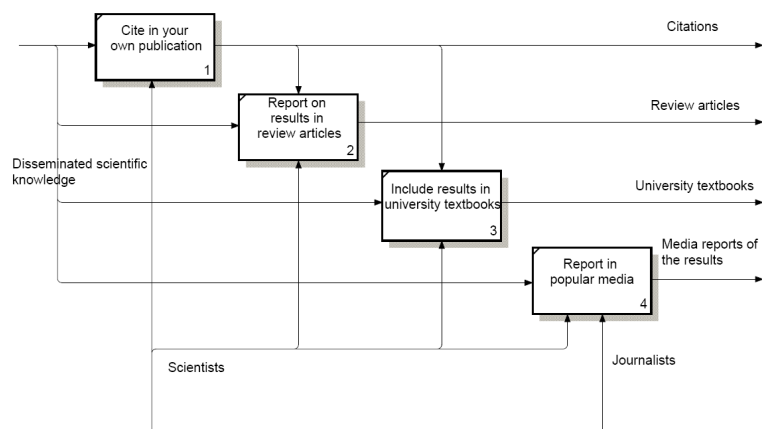 Cite in your
own publication
1
Citations
Report on
results in
review articles
2
Review articles
Disseminated scientific
knowledge
Include results in
university textbooks
3
University textbooks
Report in
popular media
4
Media reports of
the results
Scientists
Journalists